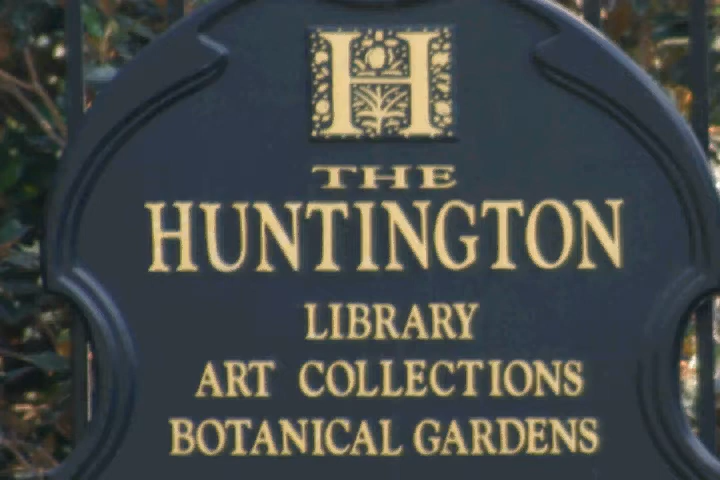 H
THE
HUNTINGTON
LIBRARY
ART COLLECTIONS
BOTANICAL GARDENS